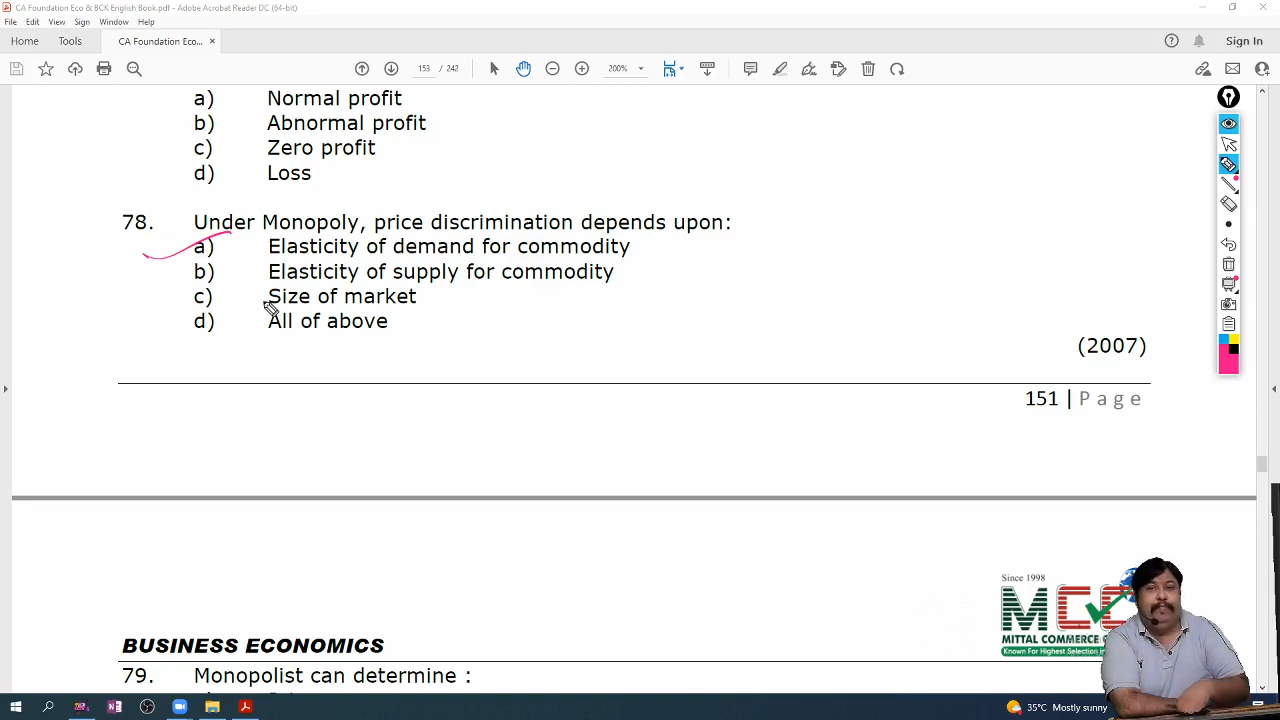 CA Foundation Eco & BCK English Book.pdf - Adobe Acrobat Reader DC (64-bit)
File Edit View Sign Window Help
Home Tools CA Foundation Eco... × Sign In
153 / 242 200%
a) Normal profit
b) Abnormal profit
c) Zero profit
d) Loss
78. Under Monopoly, price discrimination depends upon:
a) Elasticity of demand for commodity
b) Elasticity of supply for commodity
c) Size of market
d) All of above
(2007)
151 | Page
Since 1998
MCC
MITTAL COMMERCE
Known For Highest Selection in
BUSINESS ECONOMICS
79. Monopolist can determine :
35°C Mostly sunny